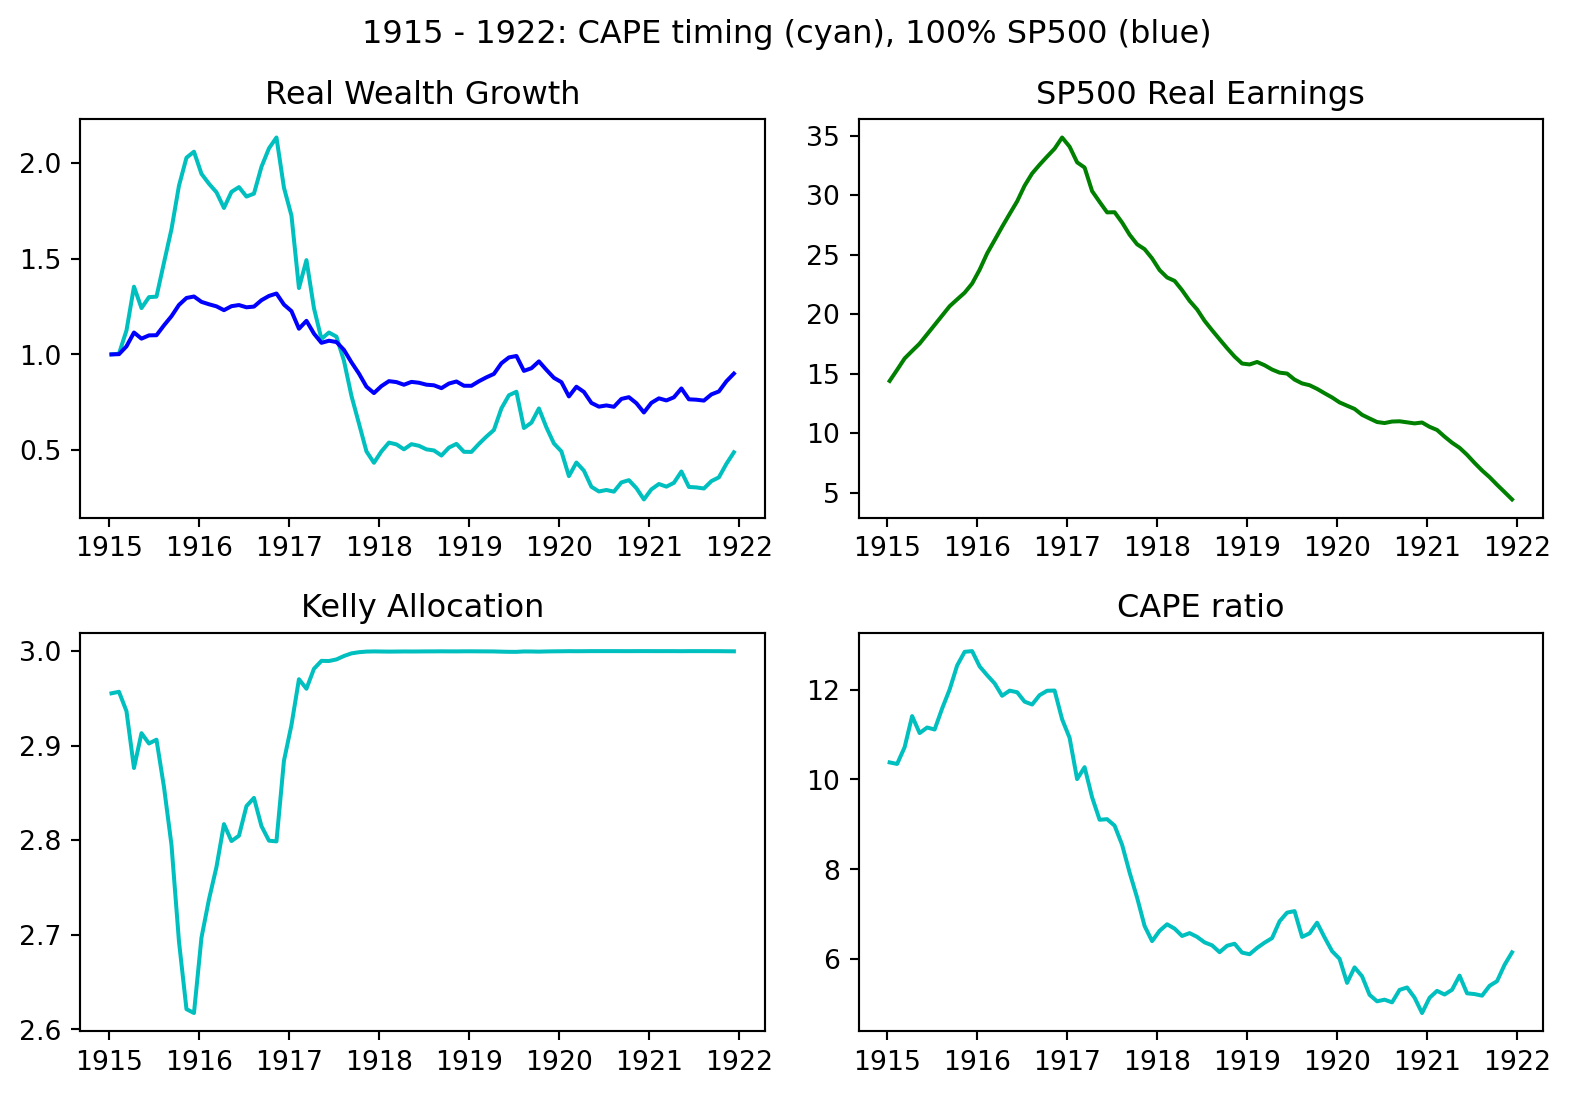 1915 - 1922: CAPE timing (cyan), 100% SP500 (blue)
Real Wealth Growth
2.0
1.5
1.0
0.5
1915 1916 1917 1918 1919 1920 1921 1922
SP500 Real Earnings
35
30
25
20
15
10
5
1915 1916 1917 1918 1919 1920 1921 1922
Kelly Allocation
3.0
2.9
2.8
2.7
2.6
1915 1916 1917 1918 1919 1920 1921 1922
CAPE ratio
12
10
8
6
1915 1916 1917 1918 1919 1920 1921 1922